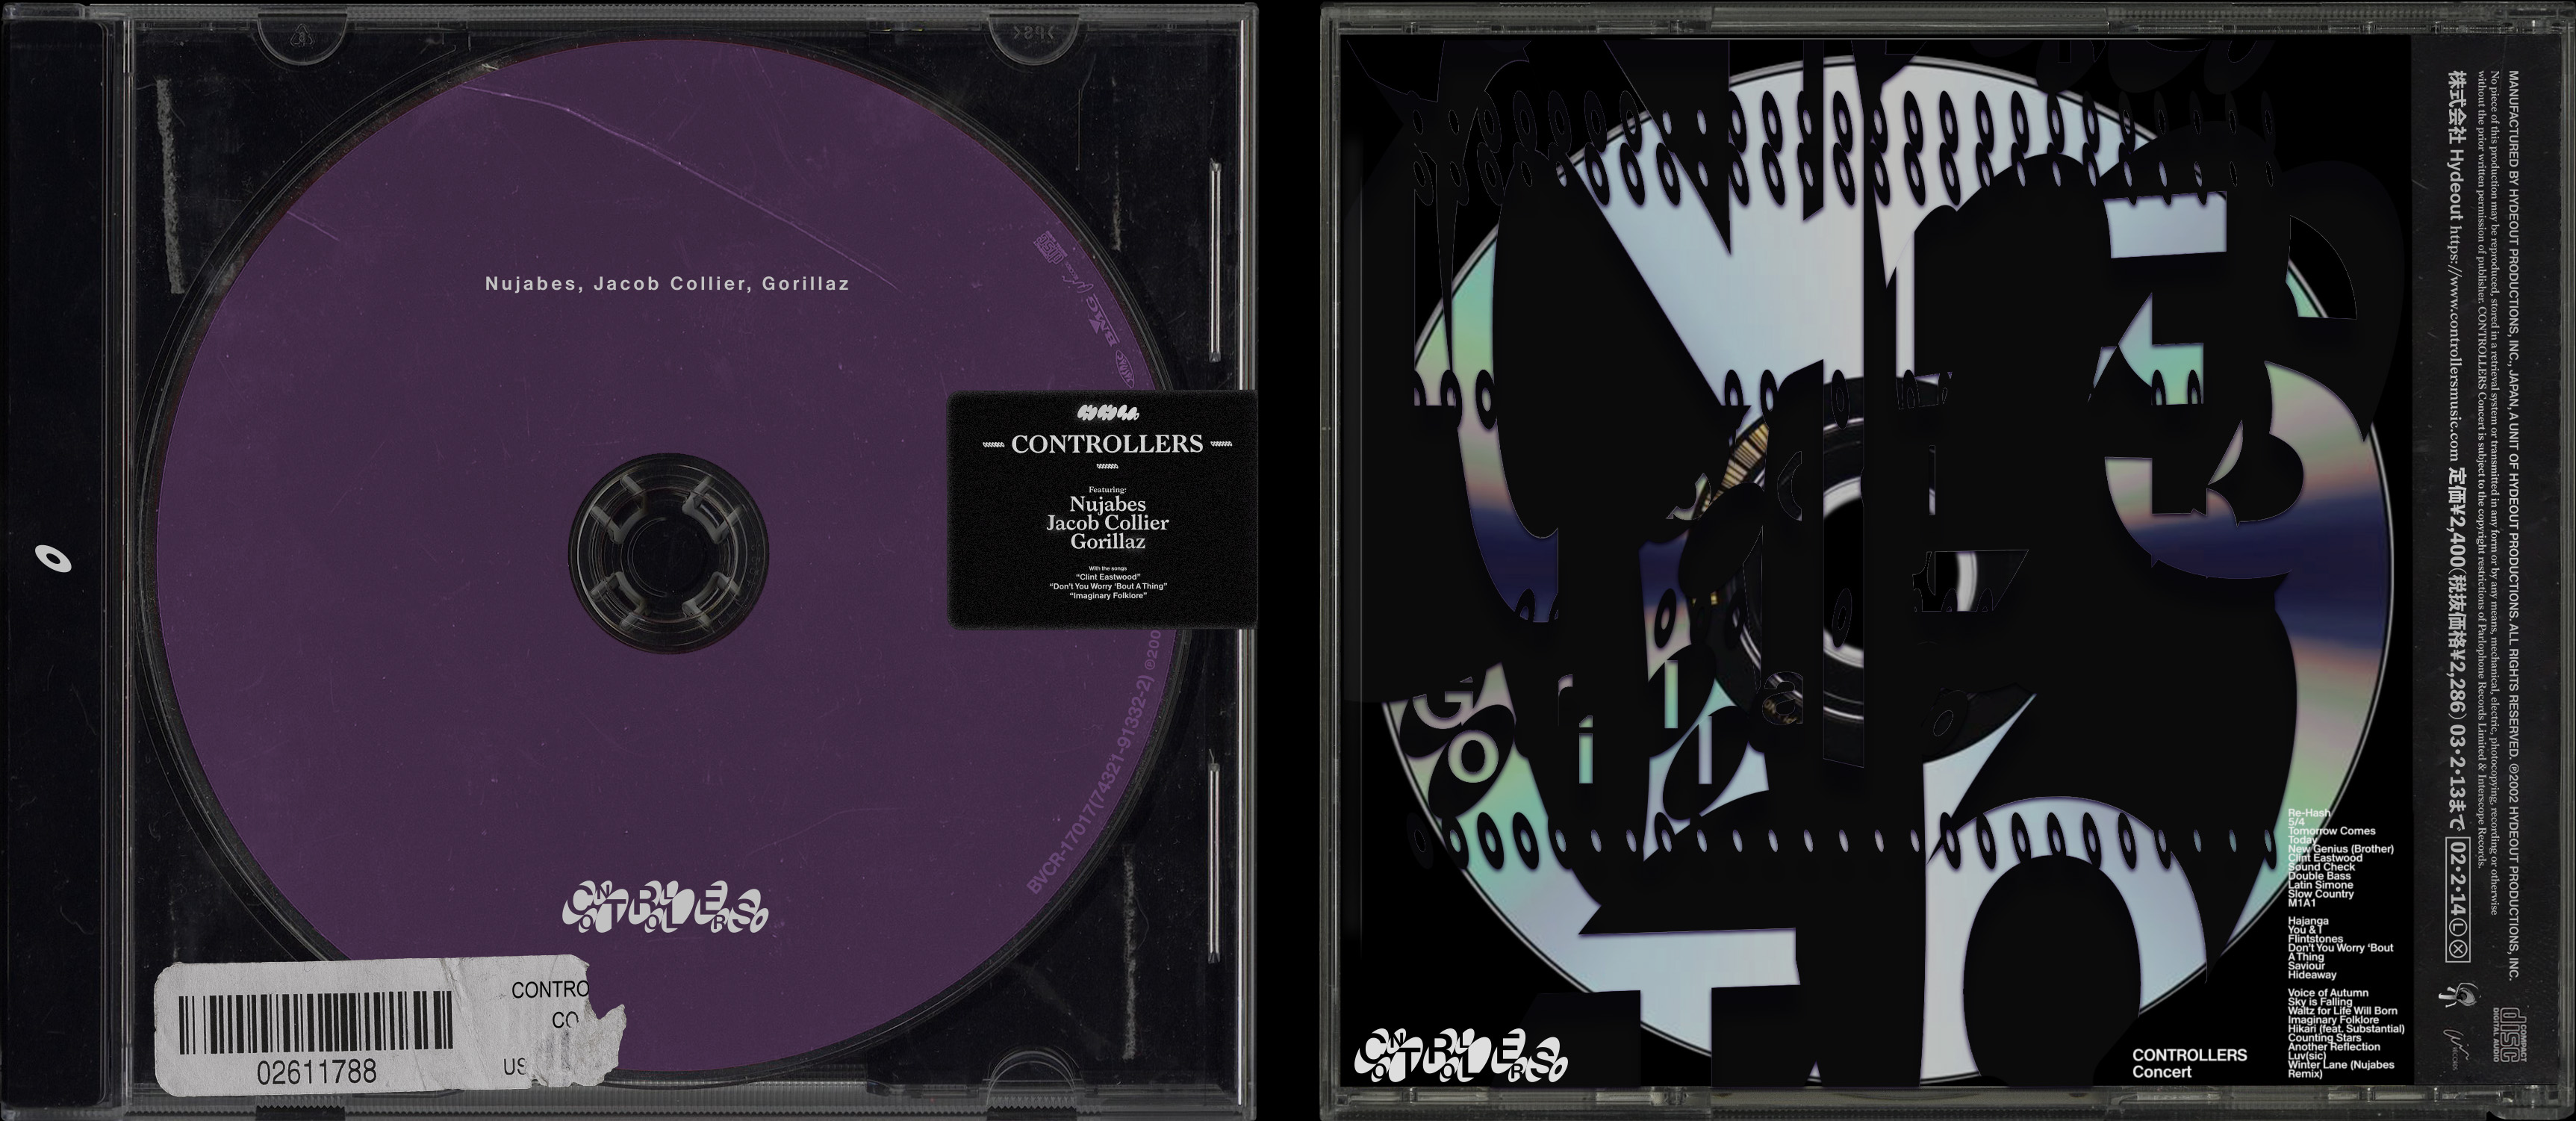 Nujabes, Jacob Collier, Gorillaz
BMG
CONTROLLERS
Featuring:
Nujabes
Jacob Collier
Gorillaz
With the songs
“Clint Eastwood”
“Don't You Worry ‘Bout A Thing”
“Imaginary Folklore”
BVCR-17017(74321-91332-2) ℗200
CONTROLLERS
CONTRO
CO
US
02611788
Gorillaz
CONTROLLERS
CONTROLLERS
Concert
Re-Hash
5/4
Tomorrow Comes
Today
New Genius (Brother)
Clint Eastwood
Sound Check
Double Bass
Latin Simone
Slow Country
M1A1
Hajanga
You & I
Flintstones
Don't You Worry ‘Bout
A Thing
Saviour
Hideaway
Voice of Autumn
Sky is Falling
Waltz for Life Will Born
Imaginary Folklore
Hikari (feat. Substantial)
Counting Stars
Another Reflection
Luv(sic)
Winter Lane (Nujabes
Remix)
MANUFACTURED BY HYDEOUT PRODUCTIONS, INC., JAPAN, A UNIT OF HYDEOUT PRODUCTIONS. ALL RIGHTS RESERVED. ℗2002 HYDEOUT PRODUCTIONS, INC.
No piece of this production may be reproduced, stored in a retrieval system or transmitted in any form or by any means, mechanical, electric, photocopying, recording or otherwise
without the prior written permission of publisher. CONTROLLERS Concert is subject to the copyright restrictions of Parlophone Records Limited & Interscope Records.
株式会社 Hydeout https://www.controllersmusic.com 定価¥2,400(税抜価格¥2,286) 03•2•13まで 02•2•14 Ⓛ Ⓧ
COMPACT
disc
DIGITAL AUDIO